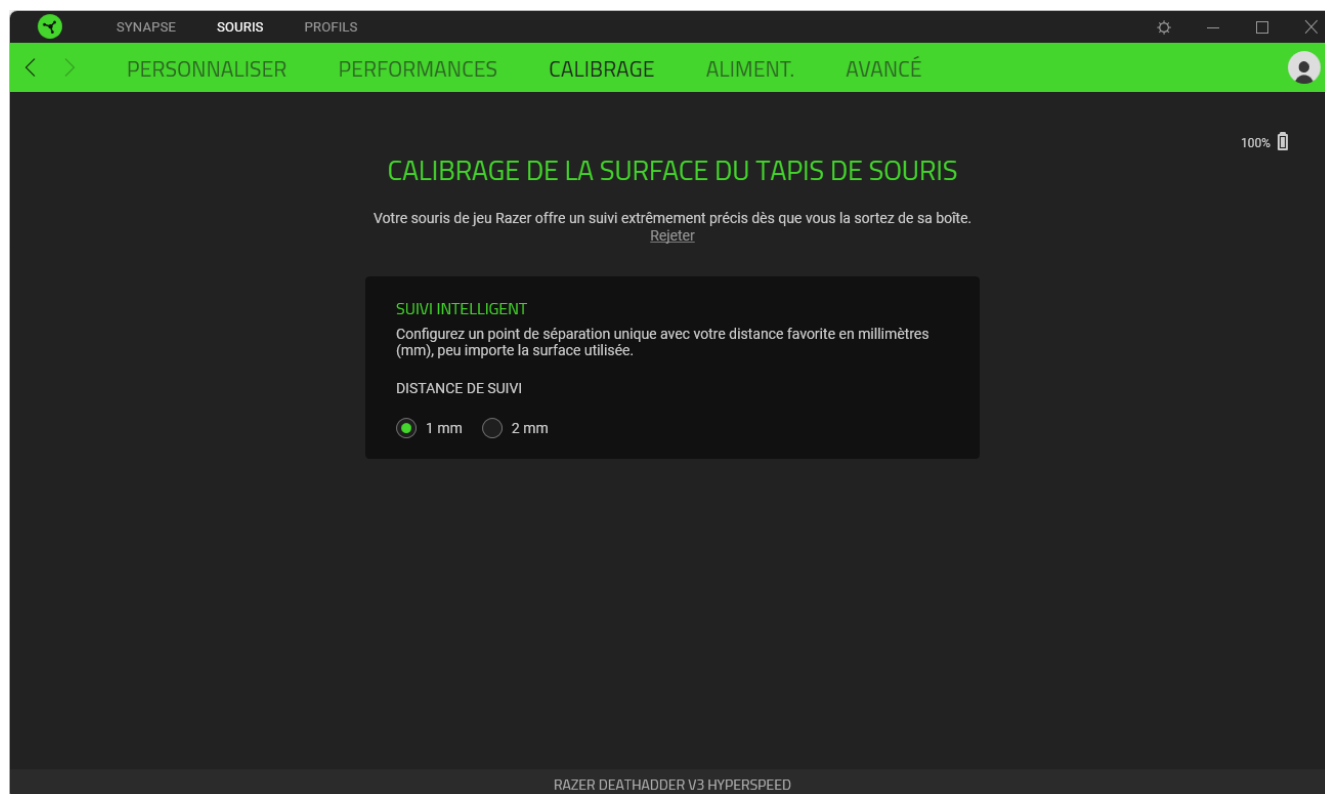 SYNAPSE SOURIS PROFILS
PERSONNALISER PERFORMANCES CALIBRAGE ALIMENT. AVANCÉ
100%
CALIBRAGE DE LA SURFACE DU TAPIS DE SOURIS
Votre souris de jeu Razer offre un suivi extrêmement précis dès que vous la sortez de sa boîte.
Rejeter
SUIVI INTELLIGENT
Configurez un point de séparation unique avec votre distance favorite en millimètres
(mm), peu importe la surface utilisée.
DISTANCE DE SUIVI
1 mm 2 mm
RAZER DEATHADDER V3 HYPERSPEED